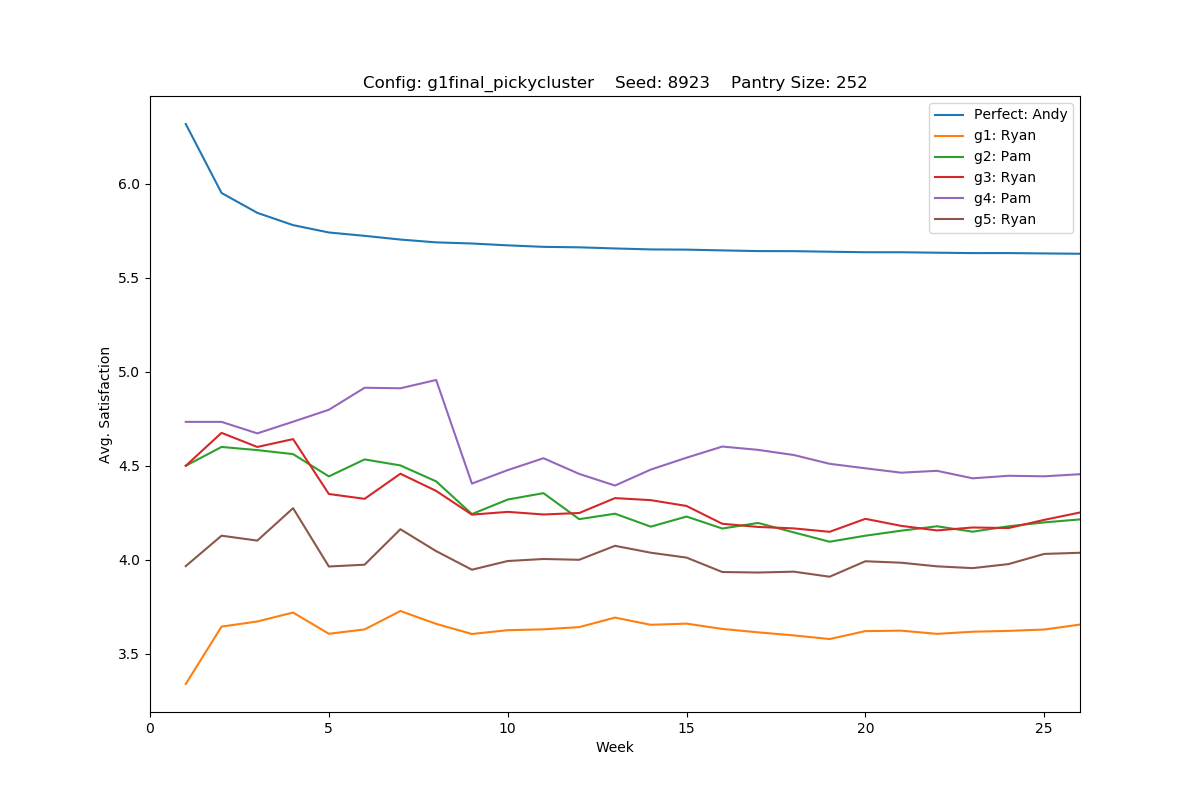 Config: g1final_pickycluster    Seed: 8923    Pantry Size: 252
Perfect: Andy
g1: Ryan
g2: Pam
g3: Ryan
g4: Pam
g5: Ryan
6.0
5.5
5.0
4.5
4.0
3.5
Avg. Satisfaction
0 5 10 15 20 25
Week